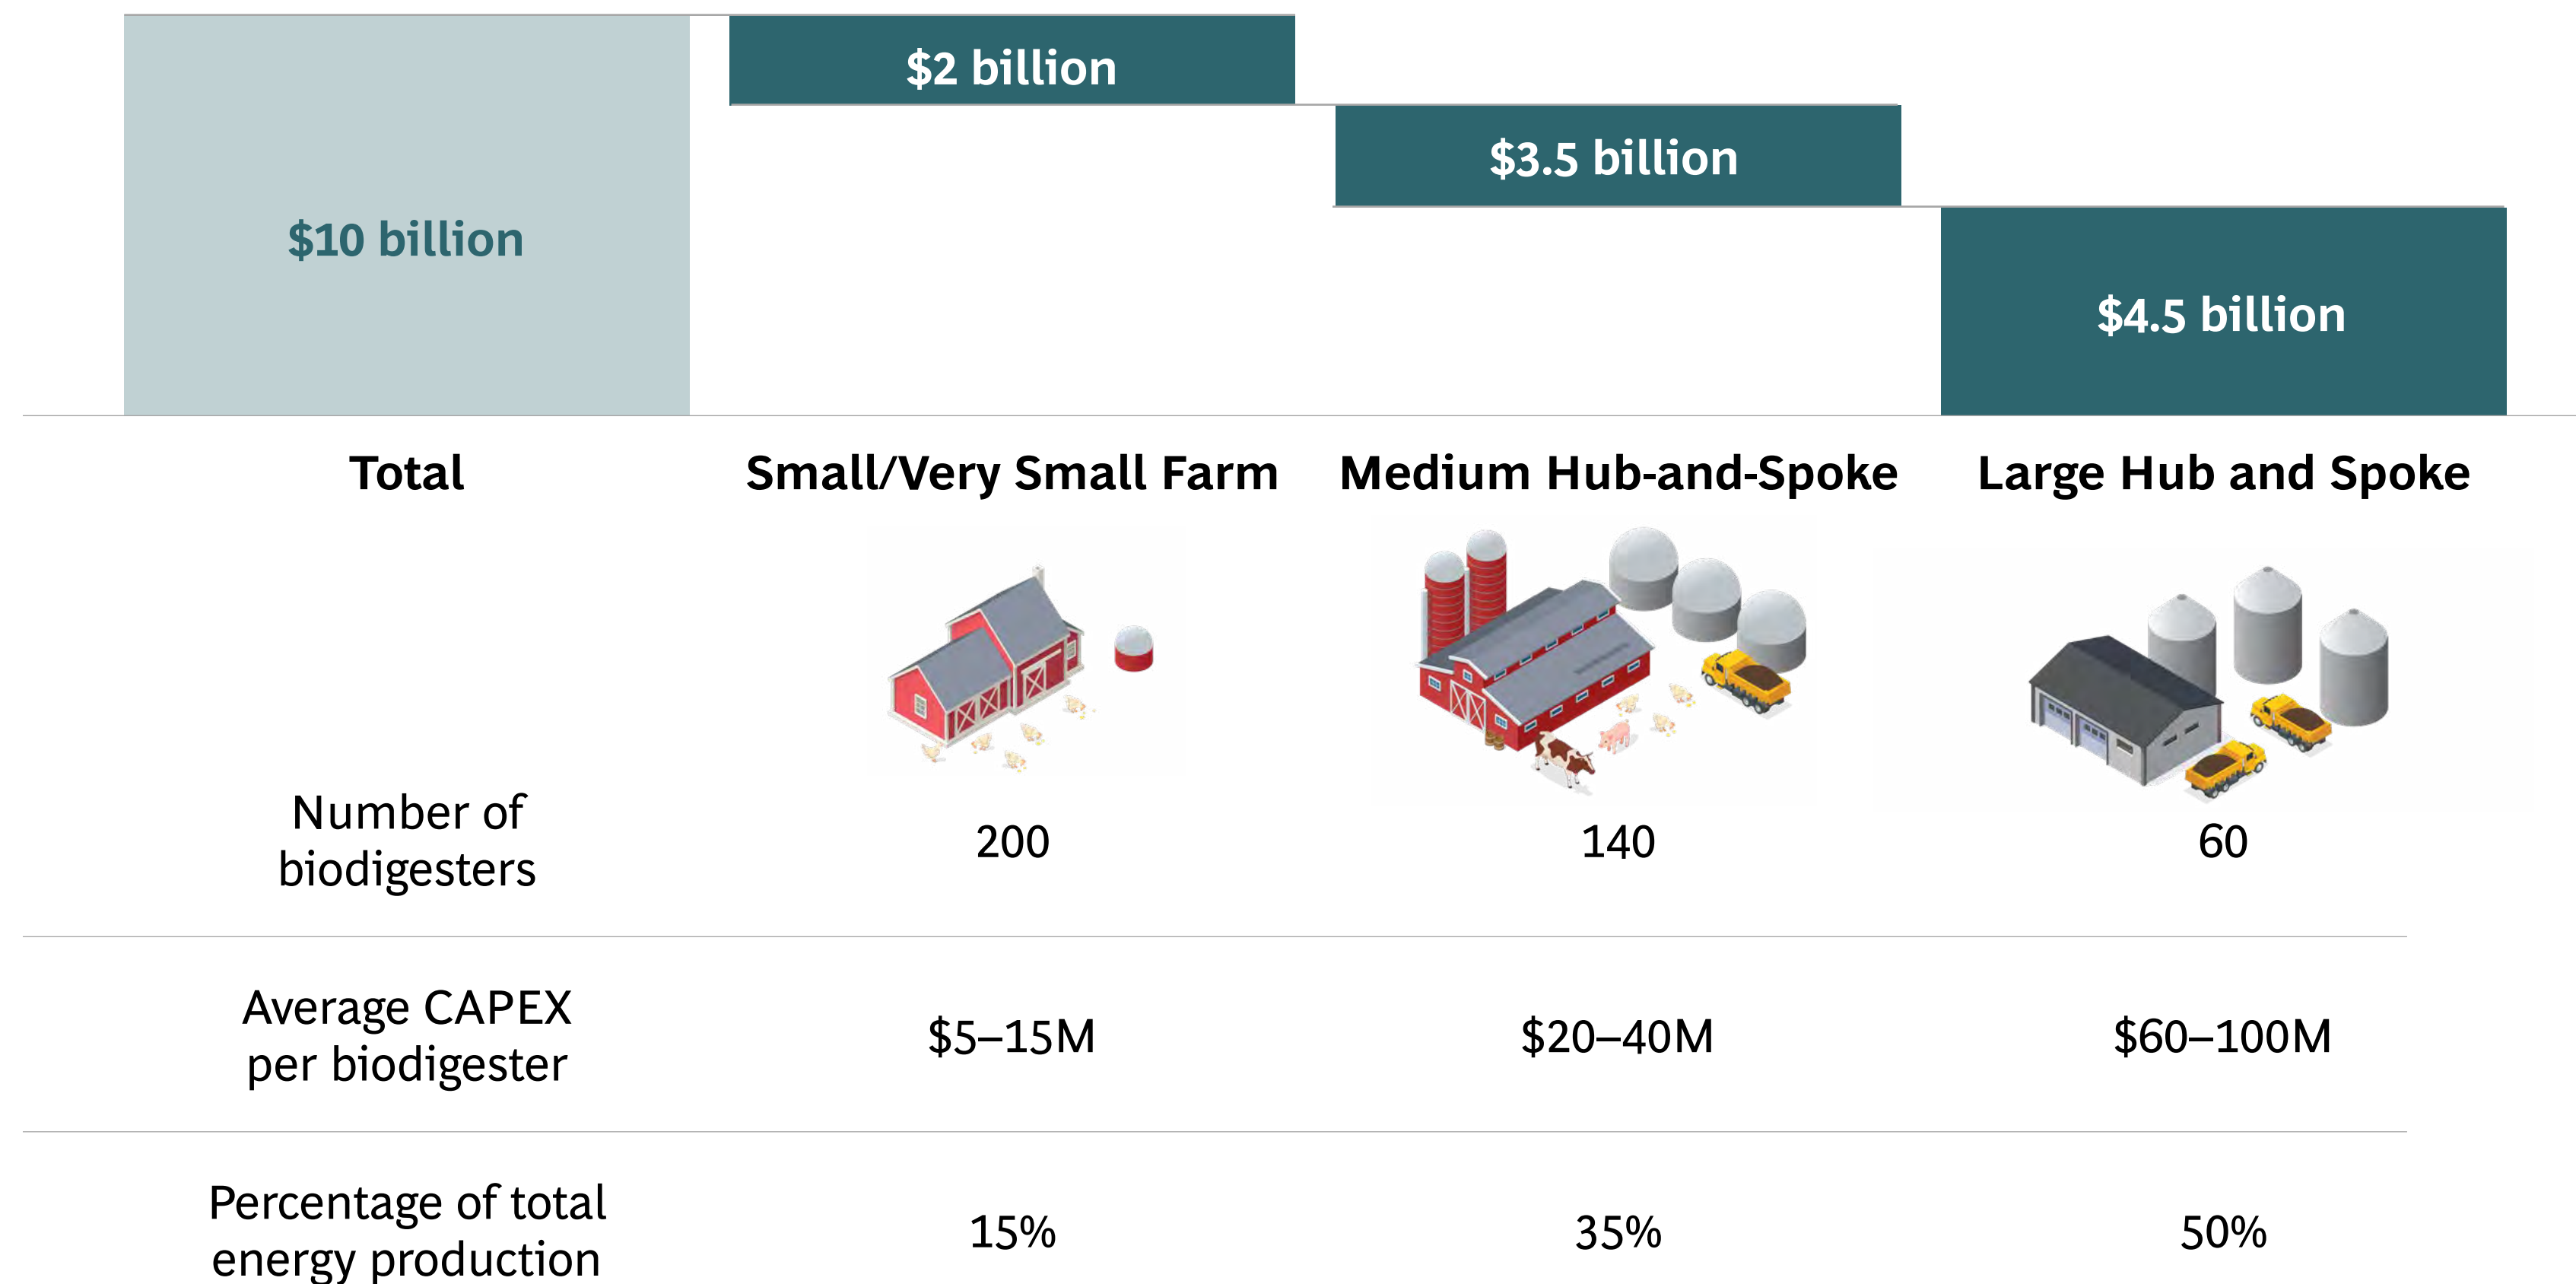 $2 billion
$3.5 billion
$10 billion
$4.5 billion
Total
Small/Very Small Farm
Medium Hub-and-Spoke
Large Hub and Spoke
Number of
biodigesters
200
140
60
Average CAPEX
per biodigester
$5–15M
$20–40M
$60–100M
Percentage of total
energy production
15%
35%
50%